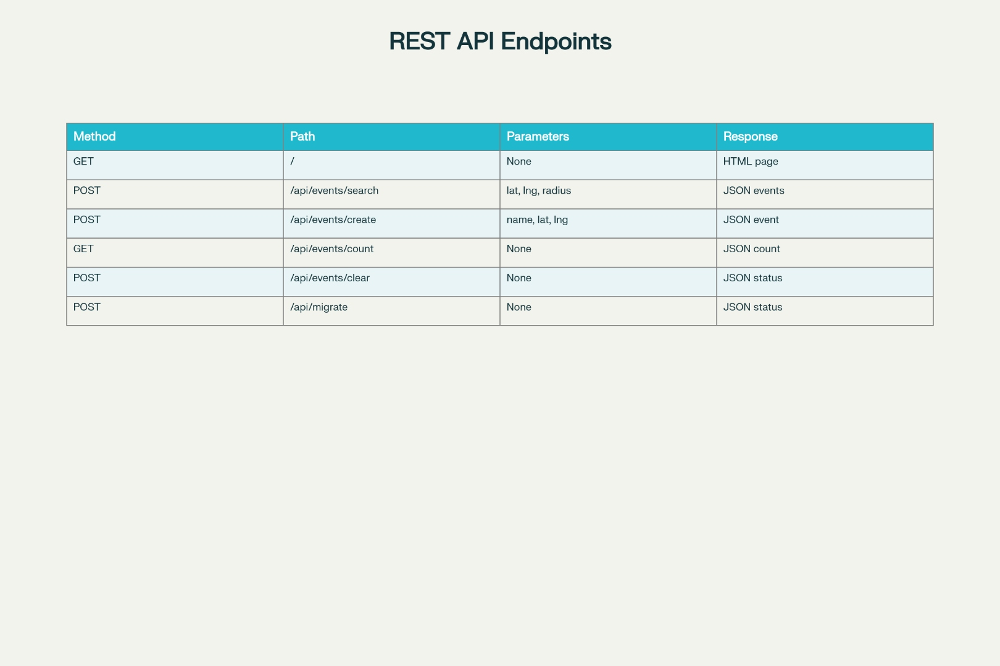 REST API Endpoints
Method Path Parameters Response
GET / None HTML page
POST /api/events/search lat, lng, radius JSON events
POST /api/events/create name, lat, lng JSON event
GET /api/events/count None JSON count
POST /api/events/clear None JSON status
POST /api/migrate None JSON status